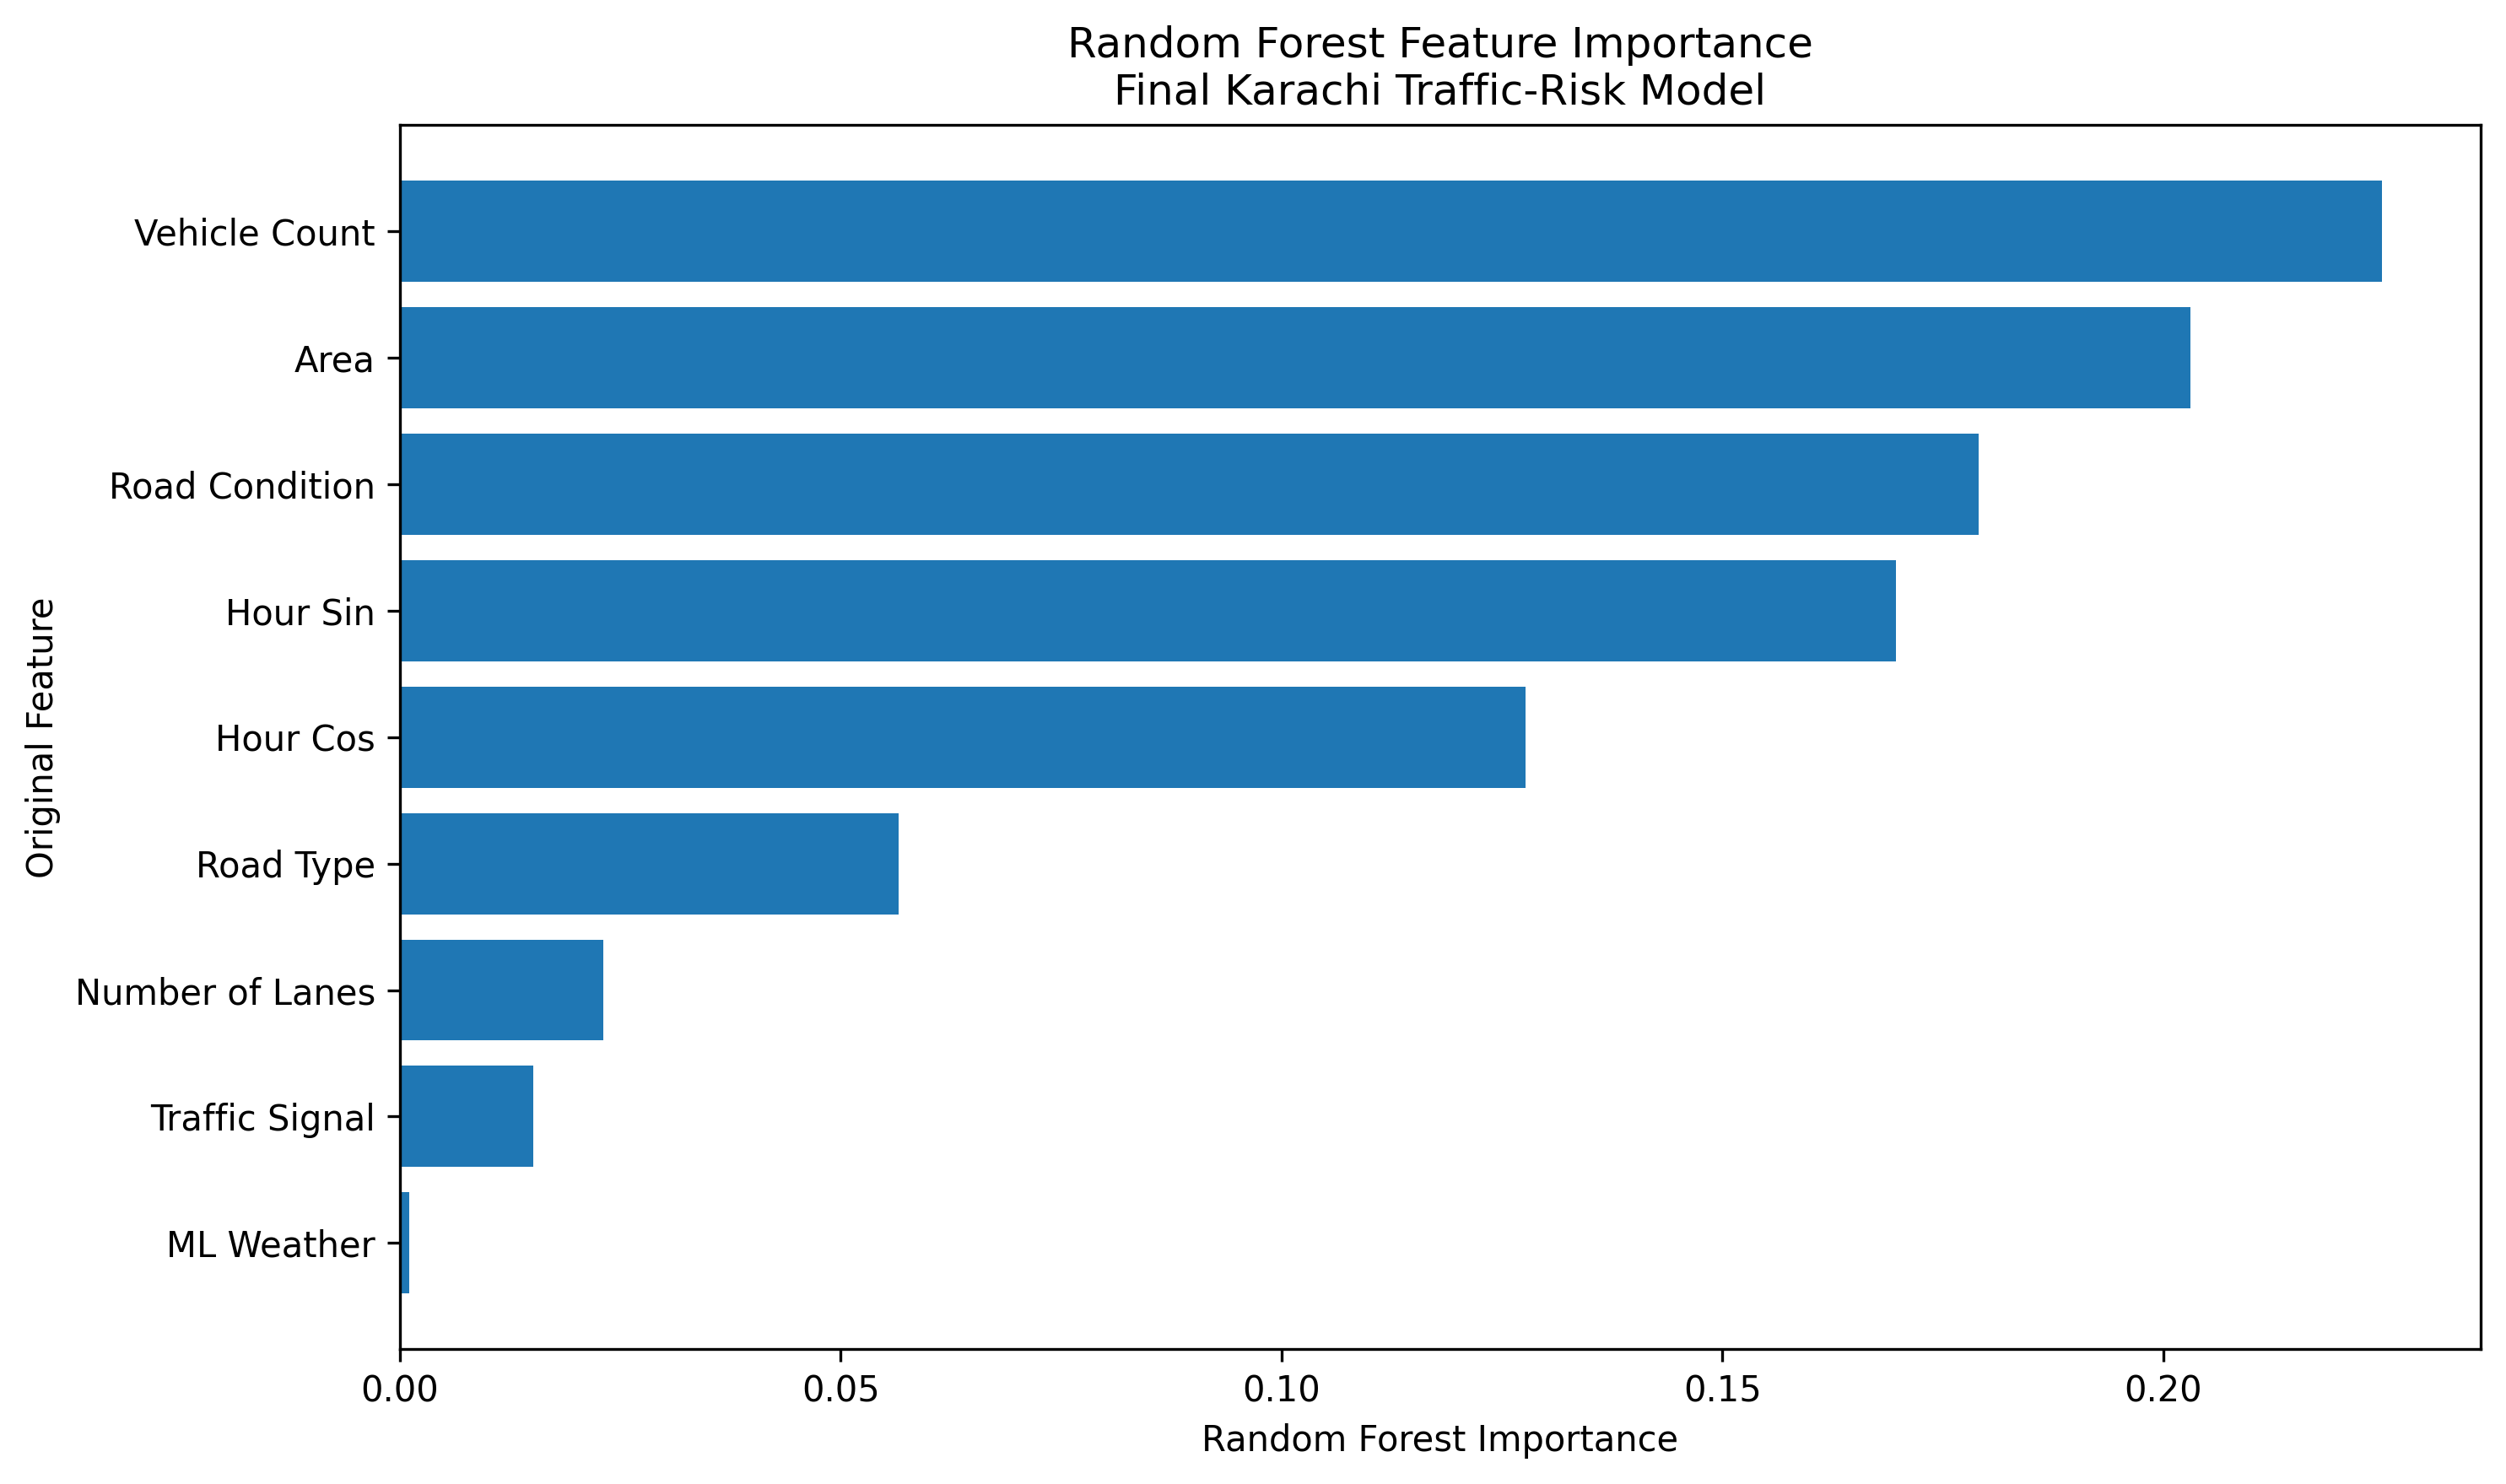 Random Forest Feature Importance
Final Karachi Traffic-Risk Model
Original Feature
Vehicle Count
Area
Road Condition
Hour Sin
Hour Cos
Road Type
Number of Lanes
Traffic Signal
ML Weather
0.00 0.05 0.10 0.15 0.20
Random Forest Importance